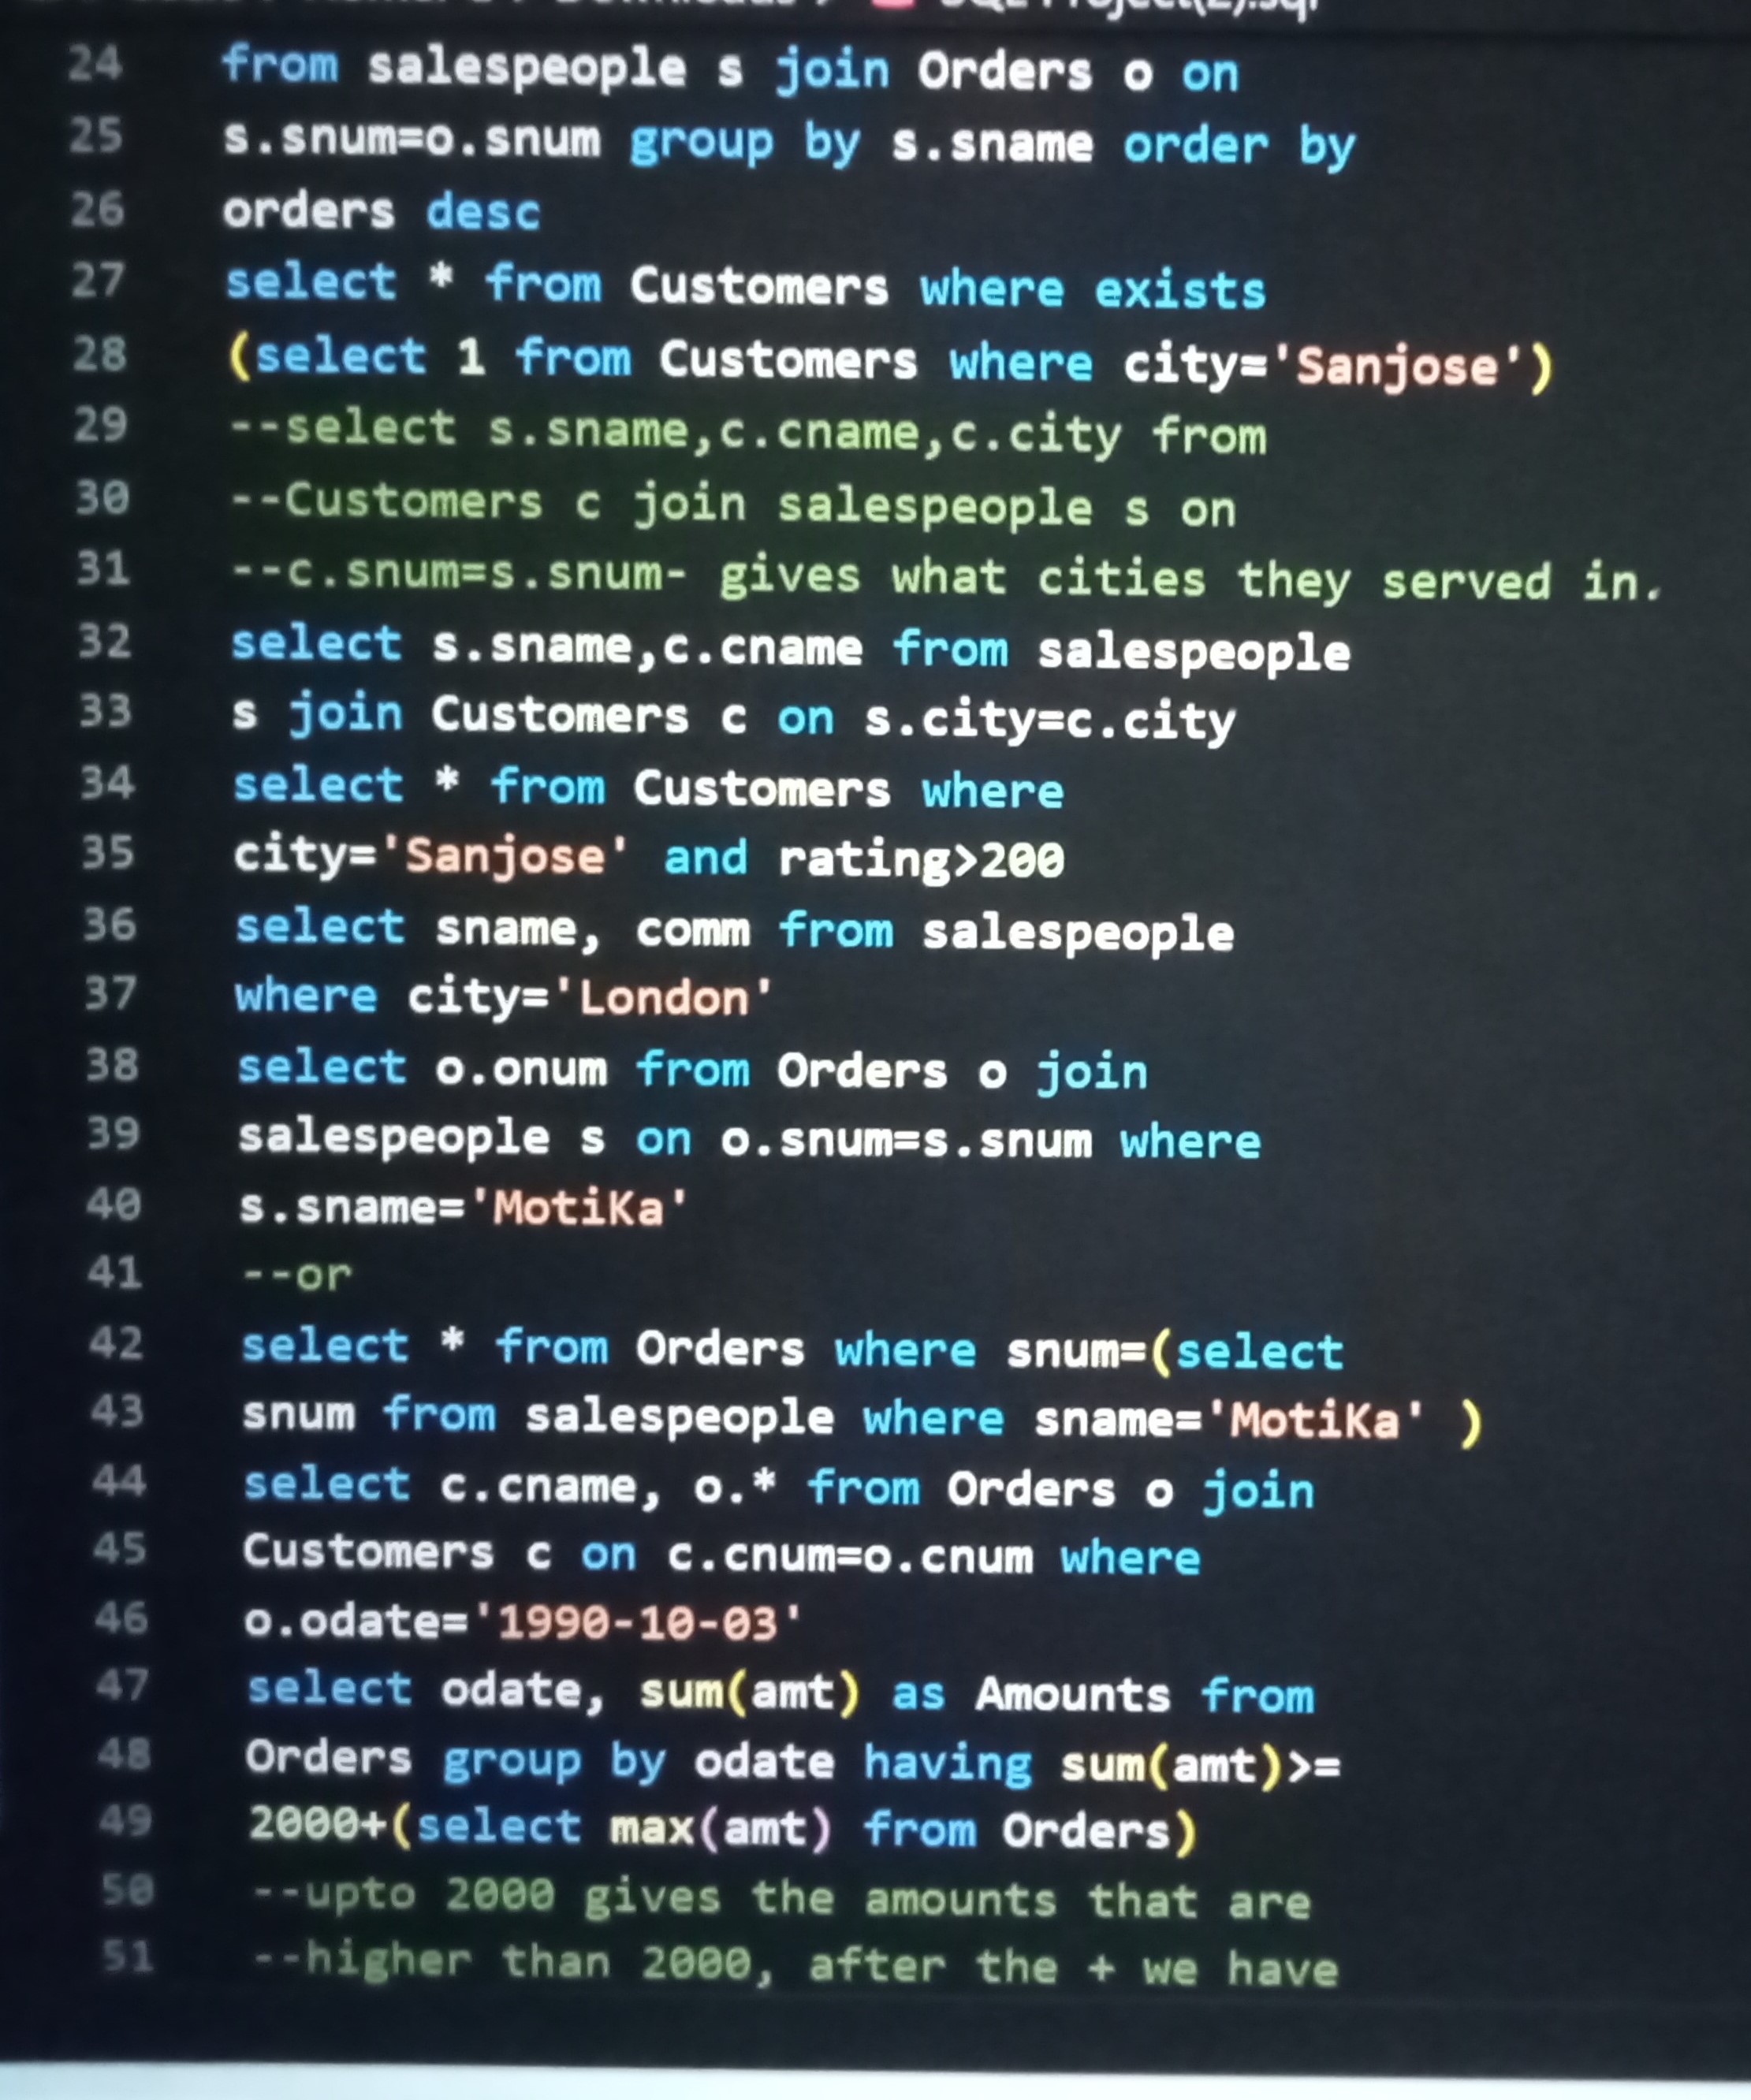 24 from salespeople s join Orders o on
25 s.snum=o.snum group by s.sname order by
26 orders desc
27 select * from Customers where exists
28 (select 1 from Customers where city='Sanjose')
29 --select s.sname,c.cname,c.city from
30 --Customers c join salespeople s on
31 --c.snum=s.snum- gives what cities they served in.
32 select s.sname,c.cname from salespeople
33 s join Customers c on s.city=c.city
34 select * from Customers where
35 city='Sanjose' and rating>200
36 select sname, comm from salespeople
37 where city='London'
38 select o.onum from Orders o join
39 salespeople s on o.snum=s.snum where
40 s.sname='MotiKa'
41 --or
42 select * from Orders where snum=(select
43 snum from salespeople where sname='MotiKa' )
44 select c.cname, o.* from Orders o join
45 Customers c on c.cnum=o.cnum where
46 o.odate='1990-10-03'
47 select odate, sum(amt) as Amounts from
48 Orders group by odate having sum(amt)>=
49 2000+(select max(amt) from Orders)
50 --upto 2000 gives the amounts that are
51 --higher than 2000, after the + we have